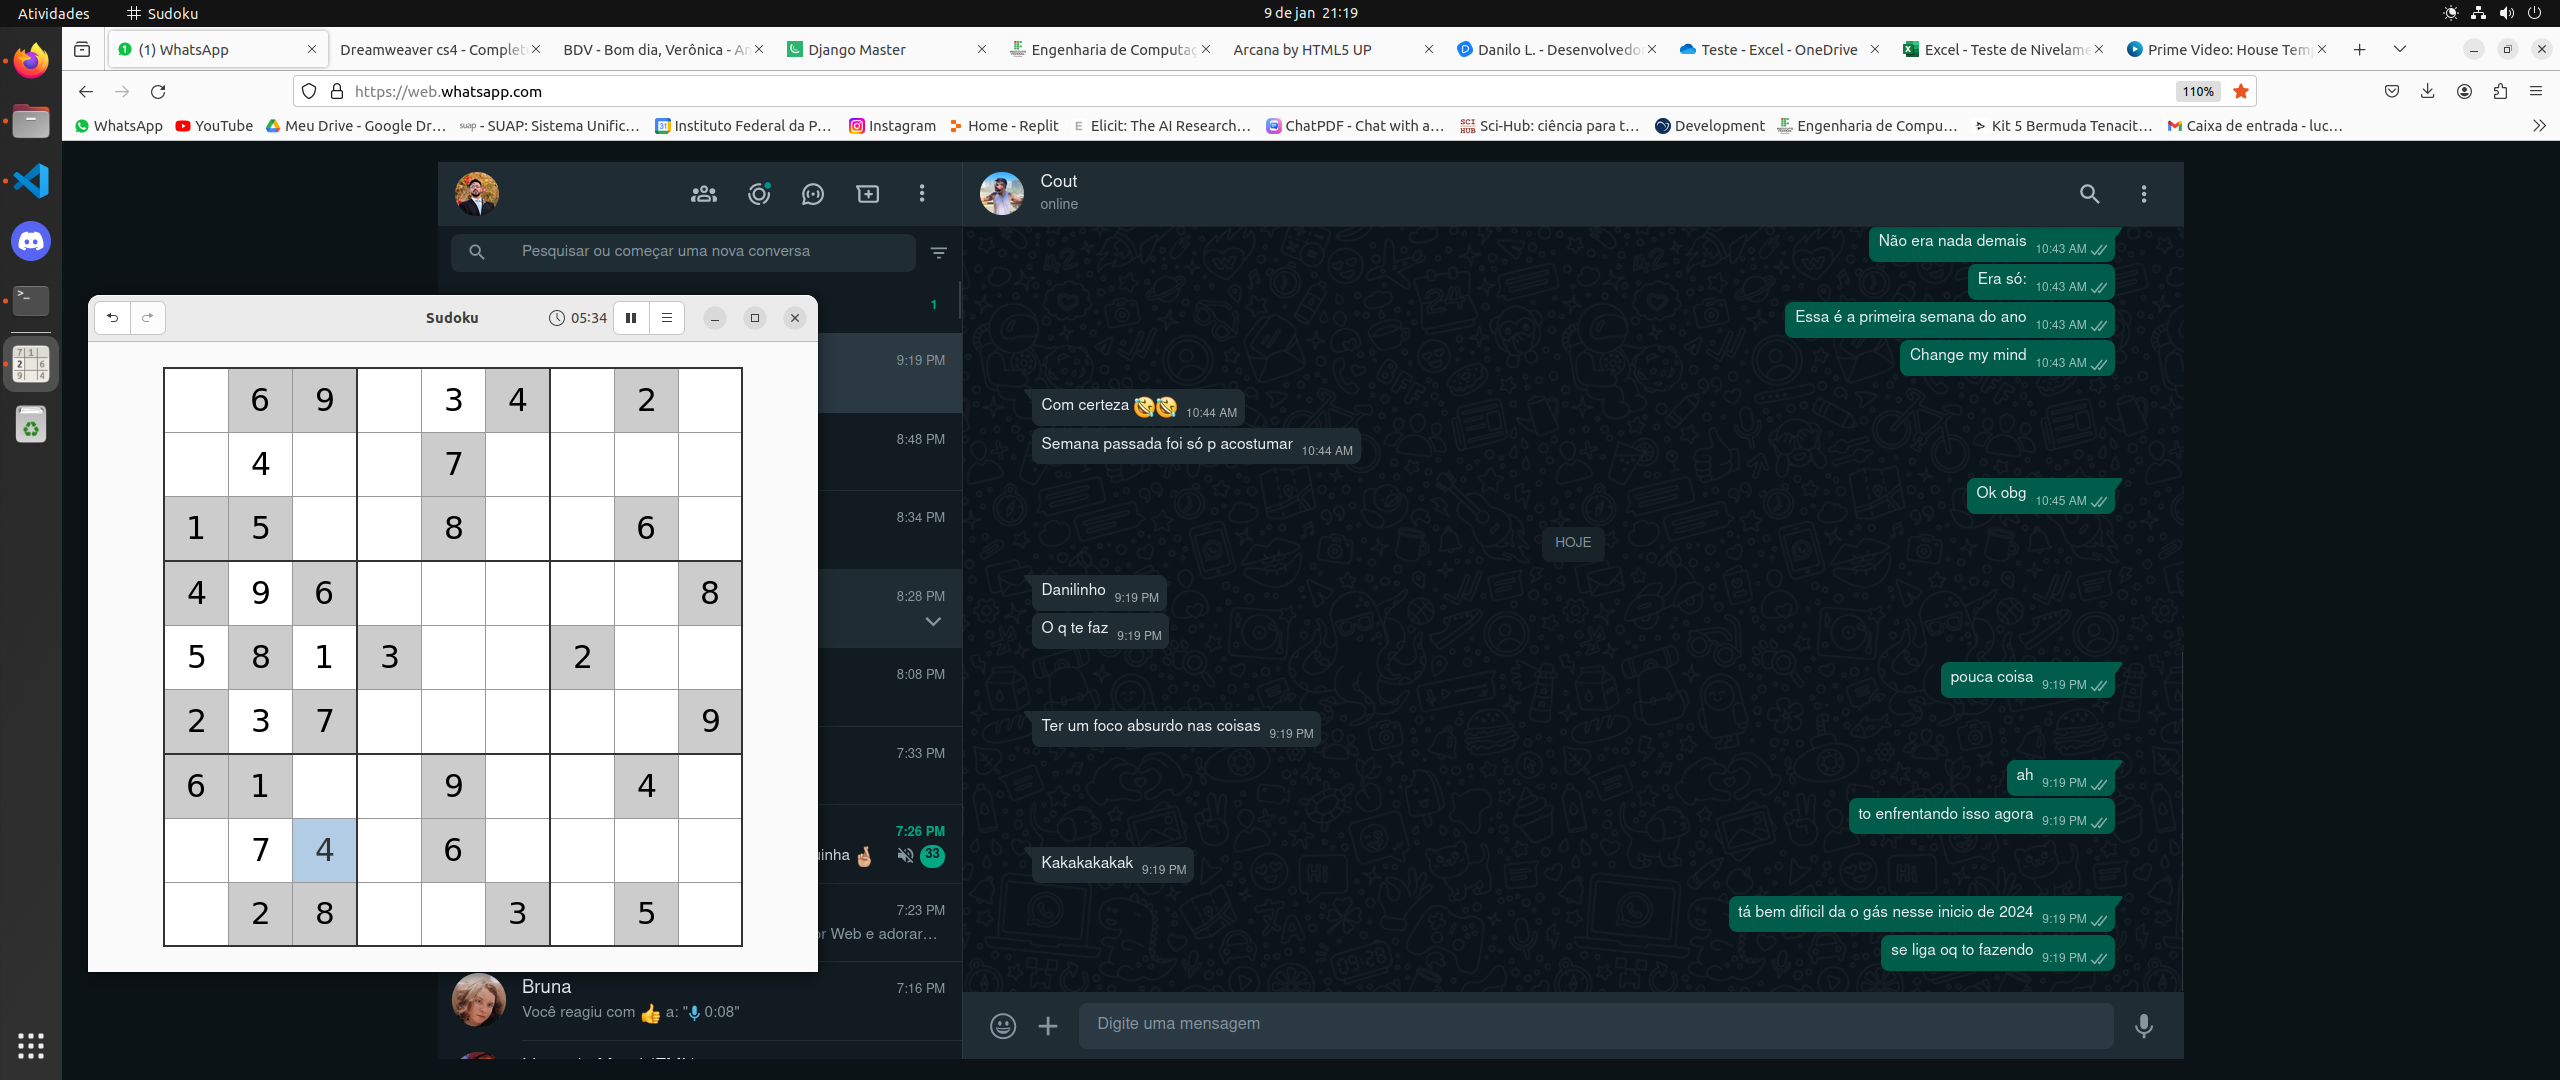 Atividades
Sudoku
9 de jan 21:19
(1) WhatsApp
Dreamweaver cs4 - Complet
BDV - Bom dia, Verônica - An
Django Master
Engenharia de Computaç
Arcana by HTML5 UP
Danilo L. - Desenvolvedo
Teste - Excel - OneDrive
Excel - Teste de Nivelame
Prime Video: House Temp
https://web.whatsapp.com
110%
WhatsApp
YouTube
Meu Drive - Google Dr…
suap - SUAP: Sistema Unific…
Instituto Federal da P…
Instagram
Home - Replit
E Elicit: The AI Research…
ChatPDF - Chat with a…
SCI HUB Sci-Hub: ciência para t…
Development
Engenharia de Compu…
Kit 5 Bermuda Tenacit…
Caixa de entrada - luc…
Cout
online
Pesquisar ou começar uma nova conversa
1
9:19 PM
8:48 PM
8:34 PM
8:28 PM
8:08 PM
7:33 PM
7:26 PM
uinha 🤞 33
7:23 PM
or Web e adorar…
Bruna 7:16 PM
Você reagiu com 👍 a: "🎤 0:08"
Sudoku
05:34
6 9 3 4 2
4 7
1 5 8 6
4 9 6 8
5 8 1 3 2
2 3 7 9
6 1 9 4
7 4 6
2 8 3 5
Não era nada demais 10:43 AM
Era só: 10:43 AM
Essa é a primeira semana do ano 10:43 AM
Change my mind 10:43 AM
Com certeza 🤣🤣 10:44 AM
Semana passada foi só p acostumar 10:44 AM
Ok obg 10:45 AM
HOJE
Danilinho 9:19 PM
O q te faz 9:19 PM
pouca coisa 9:19 PM
Ter um foco absurdo nas coisas 9:19 PM
ah 9:19 PM
to enfrentando isso agora 9:19 PM
Kakakakakak 9:19 PM
tá bem dificil da o gás nesse inicio de 2024 9:19 PM
se liga oq to fazendo 9:19 PM
Digite uma mensagem